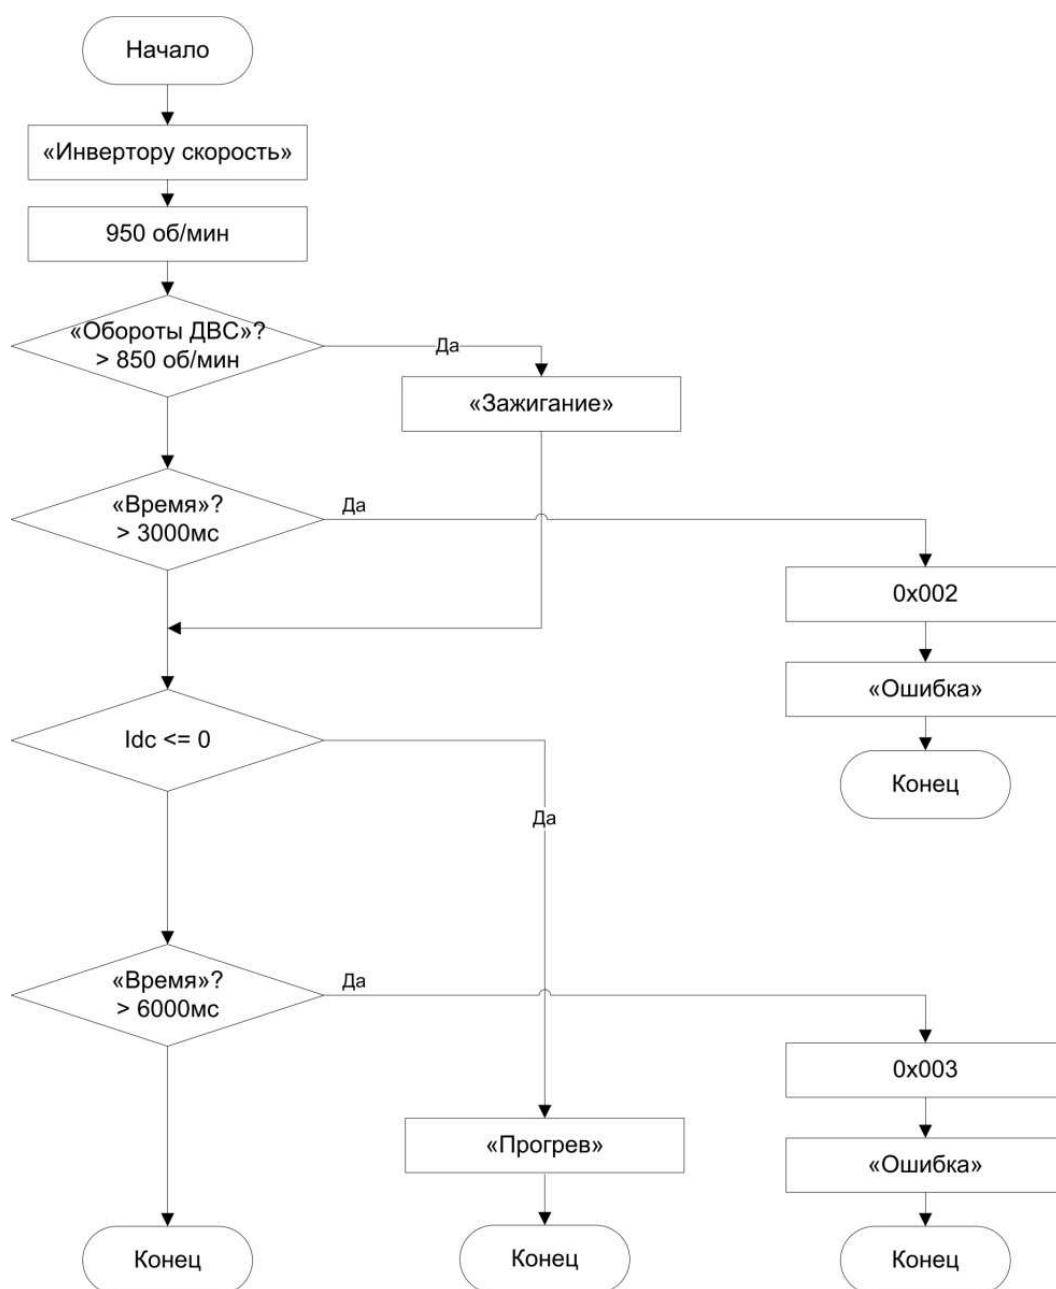 Начало
«Инвертору скорость»
950 об/мин
«Обороты ДВС»?
> 850 об/мин
Да
«Зажигание»
«Время»?
> 3000мс
Да
0x002
«Ошибка»
Конец
Idc <= 0
Да
«Время»?
> 6000мс
Да
0x003
«Ошибка»
«Прогрев»
Конец
Конец
Конец